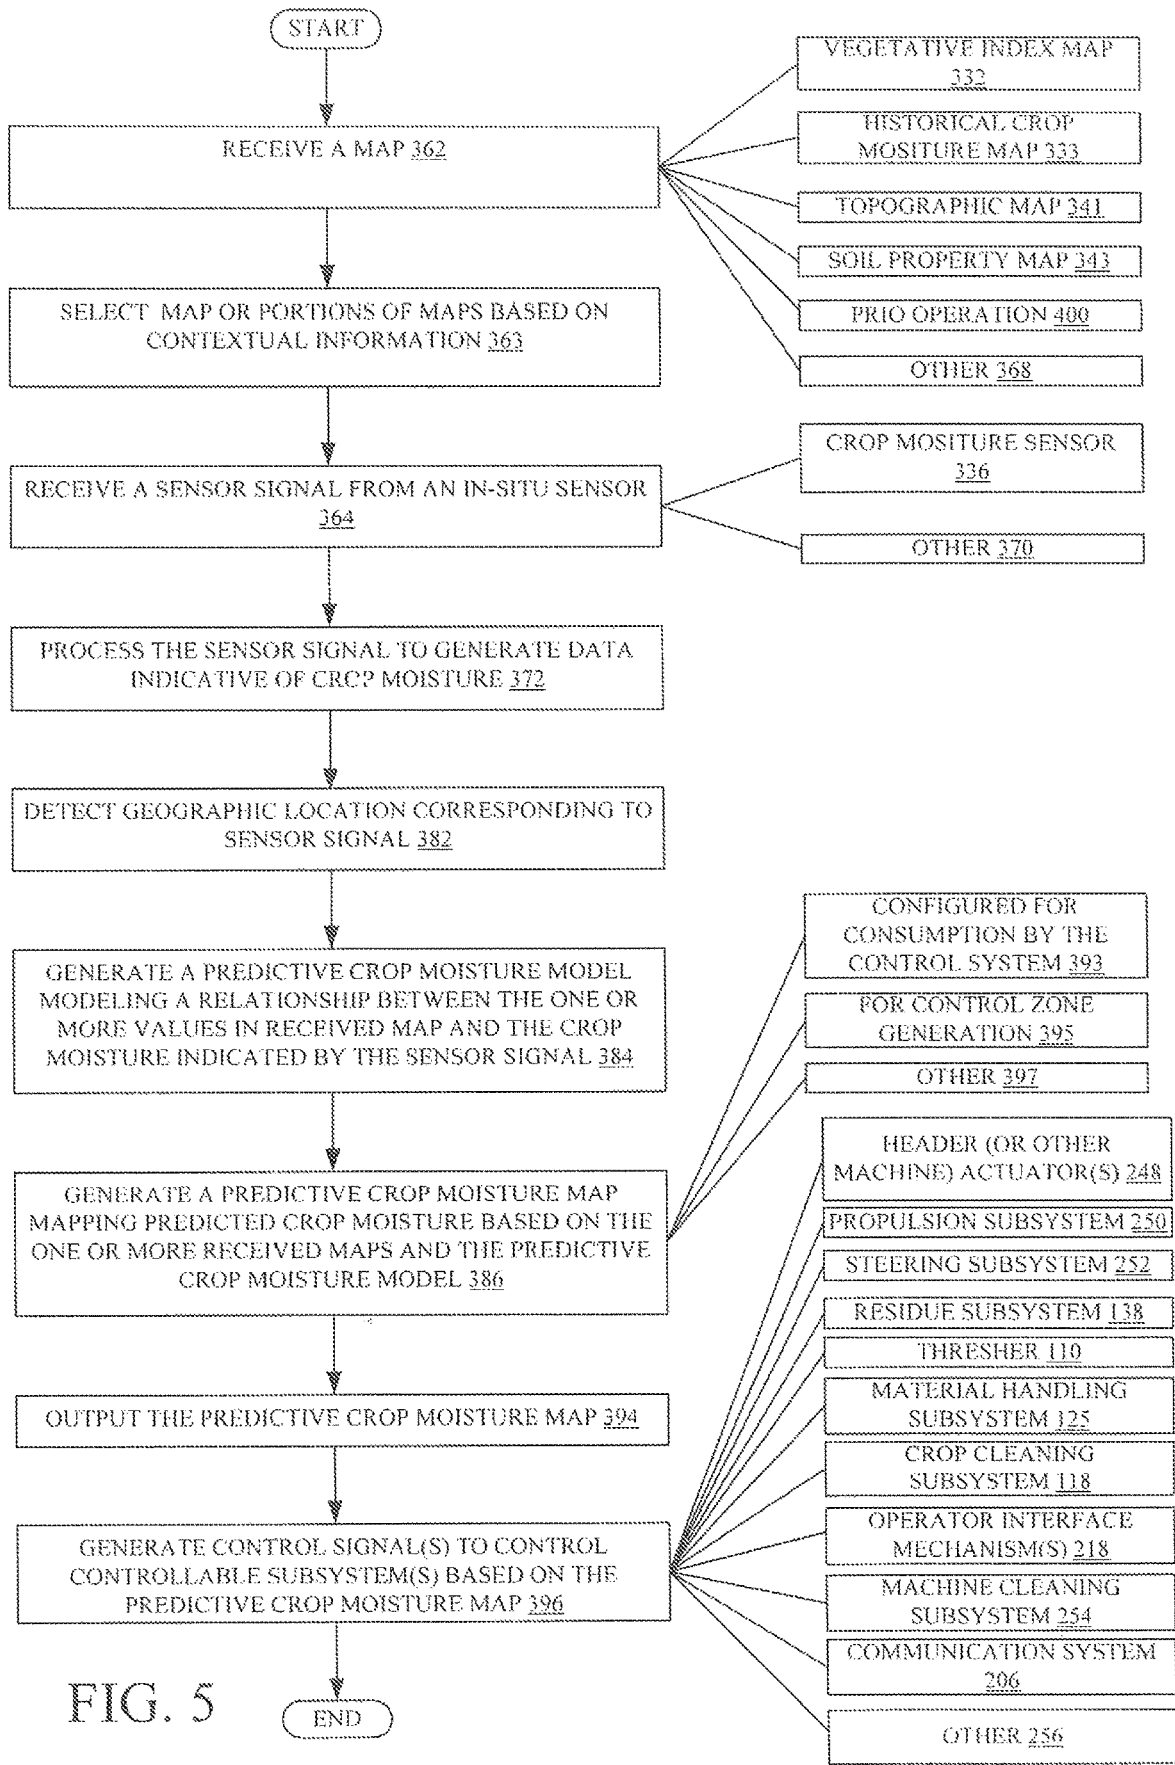 START
RECEIVE A MAP 362
VEGETATIVE INDEX MAP
332
HISTORICAL CROP
MOSITURE MAP 333
TOPOGRAPHIC MAP 341
SOIL PROPERTY MAP 343
PRIO OPERATION 400
OTHER 368
SELECT MAP OR PORTIONS OF MAPS BASED ON
CONTEXTUAL INFORMATION 363
RECEIVE A SENSOR SIGNAL FROM AN IN-SITU SENSOR
364
CROP MOSITURE SENSOR
336
OTHER 370
PROCESS THE SENSOR SIGNAL TO GENERATE DATA
INDICATIVE OF CROP MOISTURE 372
DETECT GEOGRAPHIC LOCATION CORRESPONDING TO
SENSOR SIGNAL 382
GENERATE A PREDICTIVE CROP MOISTURE MODEL
MODELING A RELATIONSHIP BETWEEN THE ONE OR
MORE VALUES IN RECEIVED MAP AND THE CROP
MOISTURE INDICATED BY THE SENSOR SIGNAL 384
GENERATE A PREDICTIVE CROP MOISTURE MAP
MAPPING PREDICTED CROP MOISTURE BASED ON THE
ONE OR MORE RECEIVED MAPS AND THE PREDICTIVE
CROP MOISTURE MODEL 386
CONFIGURED FOR
CONSUMPTION BY THE
CONTROL SYSTEM 393
FOR CONTROL ZONE
GENERATION 395
OTHER 397
OUTPUT THE PREDICTIVE CROP MOISTURE MAP 394
GENERATE CONTROL SIGNAL(S) TO CONTROL
CONTROLLABLE SUBSYSTEM(S) BASED ON THE
PREDICTIVE CROP MOISTURE MAP 396
HEADER (OR OTHER
MACHINE) ACTUATOR(S) 248
PROPULSION SUBSYSTEM 250
STEERING SUBSYSTEM 252
RESIDUE SUBSYSTEM 138
THRESHER 110
MATERIAL HANDLING
SUBSYSTEM 125
CROP CLEANING
SUBSYSTEM 118
OPERATOR INTERFACE
MECHANISM(S) 218
MACHINE CLEANING
SUBSYSTEM 254
COMMUNICATION SYSTEM
206
OTHER 256
END
FIG. 5